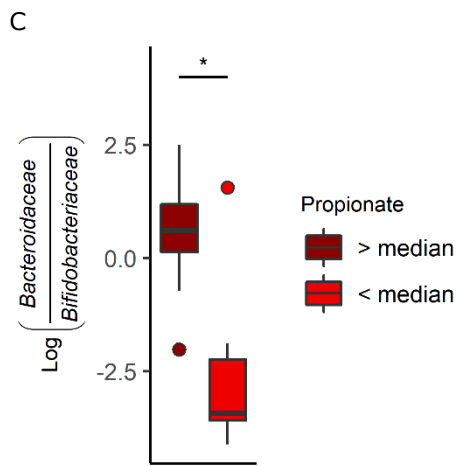 C
*
2.5
0.0
-2.5
Log
Bacteroidaceae
Bifidobacteriaceae
Propionate
> median
< median